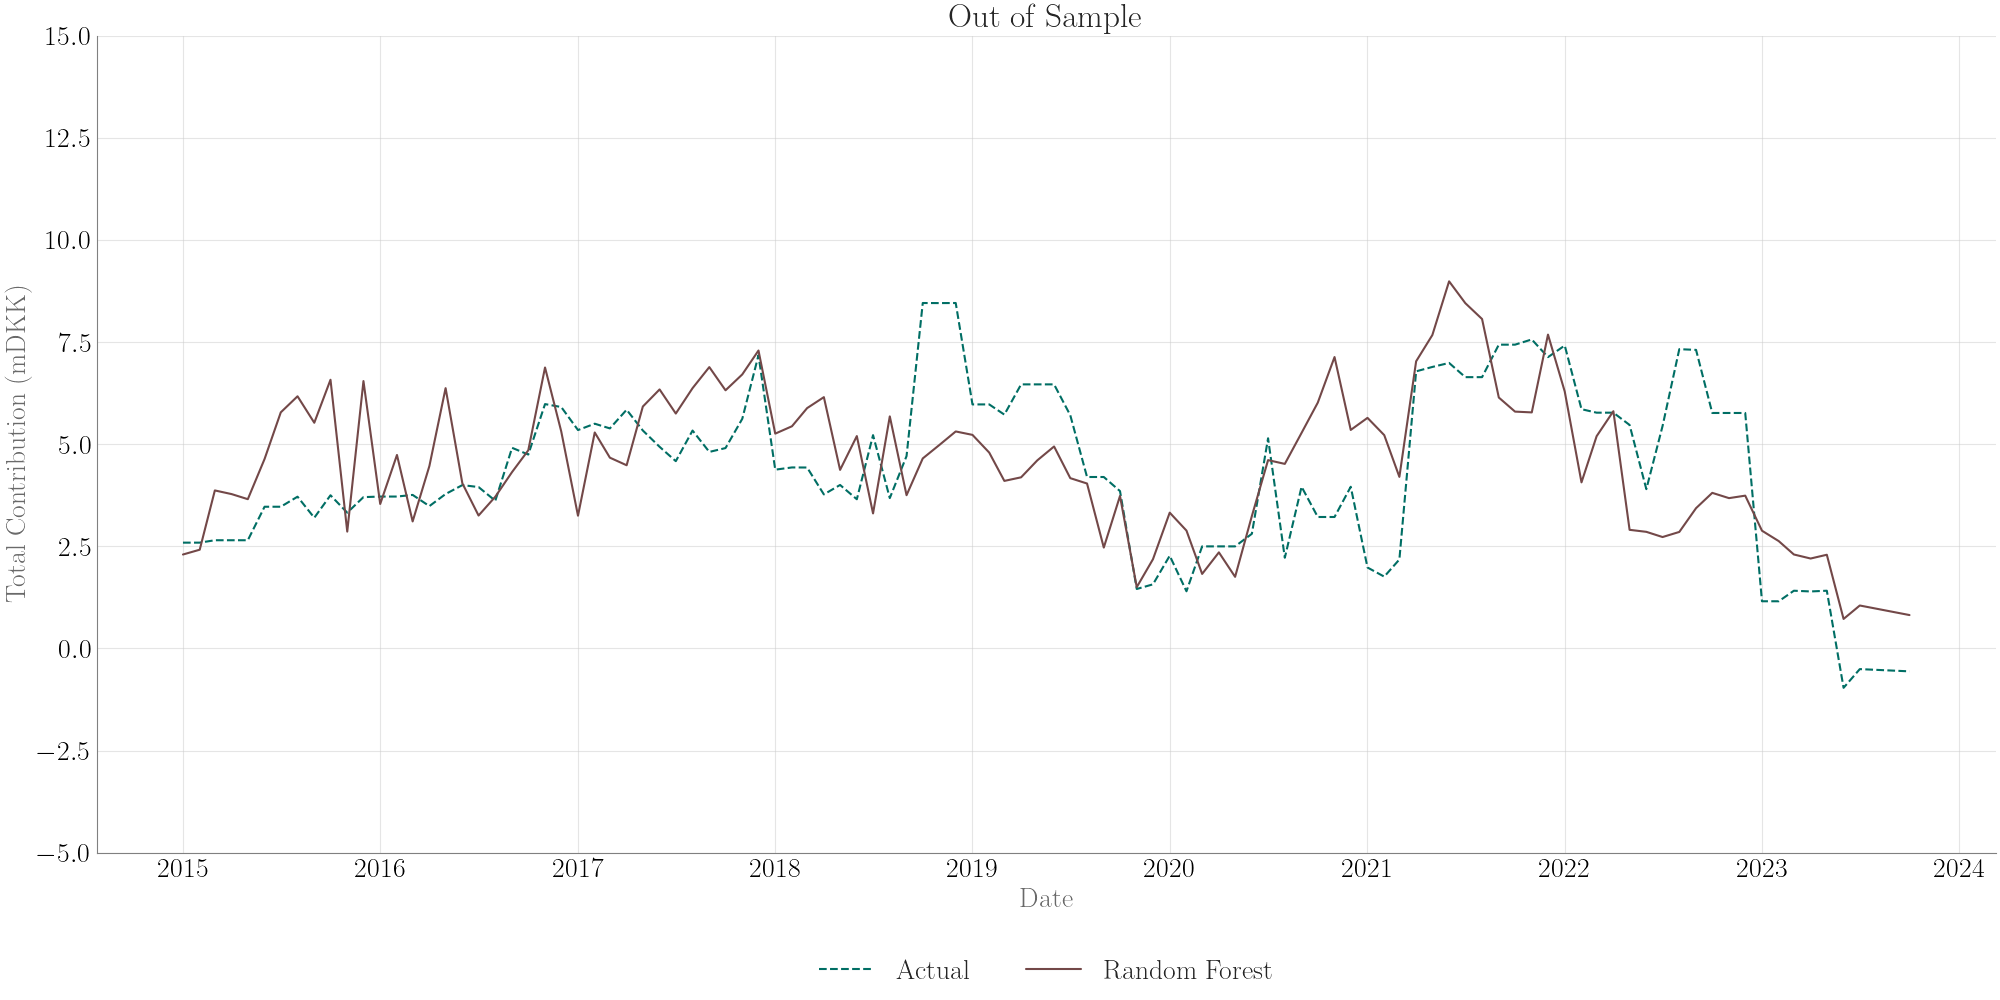 Out of Sample
15.0
12.5
10.0
7.5
5.0
2.5
0.0
−2.5
−5.0
Total Contribution (mDKK)
2015 2016 2017 2018 2019 2020 2021 2022 2023 2024
Date
Actual Random Forest